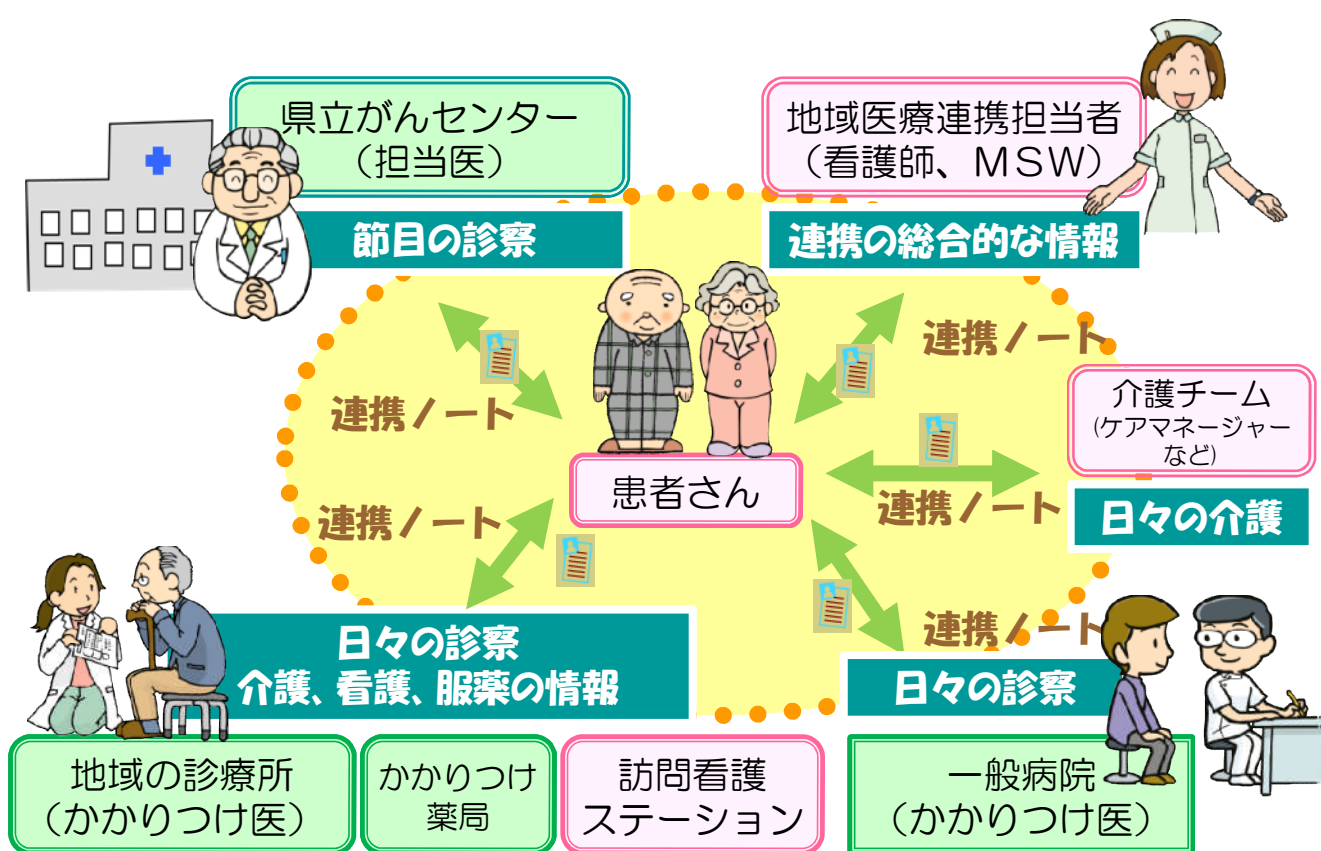 県立がんセンター
（担当医）
節目の診察
地域医療連携担当者
（看護師、ＭＳＷ）
連携の総合的な情報
連携ノート
連携ノート
介護チーム
(ケアマネージャー
など)
日々の介護
患者さん
連携ノート
連携ノート
連携ノート
日々の診察
介護、看護、服薬の情報
日々の診察
地域の診療所
（かかりつけ医）
かかりつけ
薬局
訪問看護
ステーション
一般病院
（かかりつけ医）